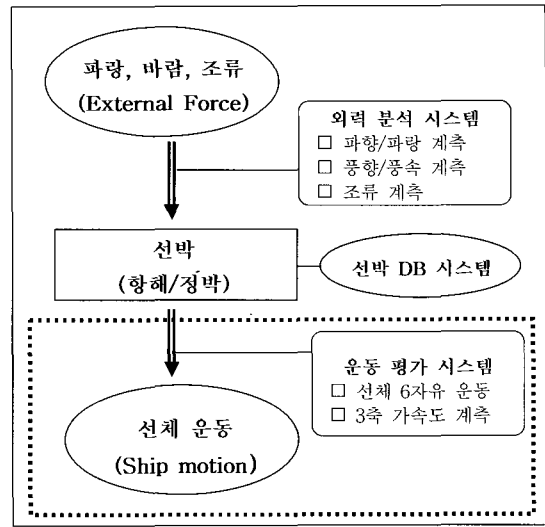 파랑, 바람, 조류
(External Force)
외력 분석 시스템
□ 파향/파랑 계측
□ 풍향/풍속 계측
□ 조류 계측
선박
(항해/정박)
선박 DB 시스템
운동 평가 시스템
□ 선체 6자유 운동
□ 3축 가속도 계측
선체 운동
(Ship motion)